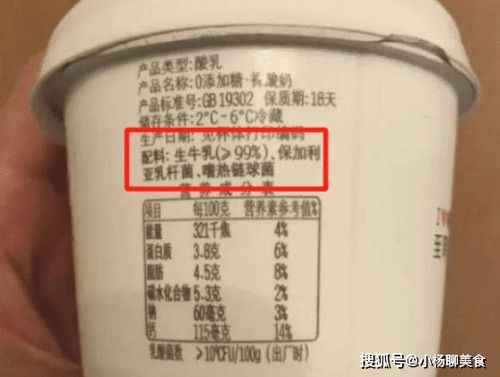 产品类型：酸乳
产品名称：0添加糖·裸酸奶
产品标准号：GB 19302 保质期：18天
储存条件：2℃~6℃冷藏
生产日期：见杯体打印编码
配料：生牛乳(≥99%)、保加利
亚乳杆菌、嗜热链球菌
营养成分表
项目 每100克 营养素参考值%
能量 321千焦 4%
蛋白质 3.8克 6%
脂肪 4.5克 8%
碳水化合物 5.3克 2%
钠 60毫克 3%
钙 115毫克 14%
乳酸菌数 ≥10⁶CFU/100g（出厂时）
搜狐号@小杨聊美食